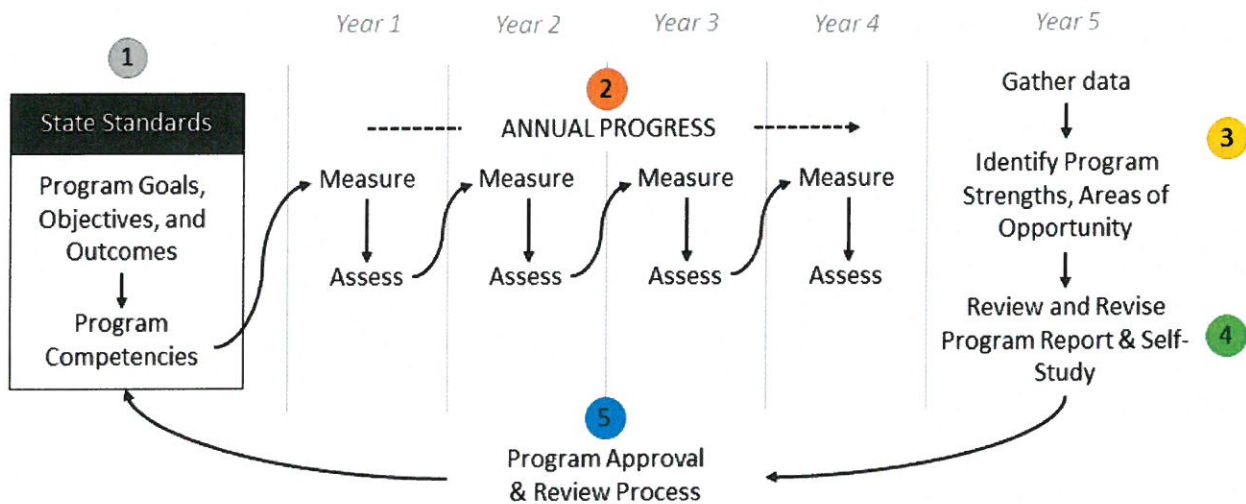 Year 1
Year 2
Year 3
Year 4
Year 5
1
State Standards
Program Goals,
Objectives, and
Outcomes
Program
Competencies
2
ANNUAL PROGRESS
Measure
Assess
Measure
Assess
Measure
Assess
Measure
Assess
Gather data
3
Identify Program
Strengths, Areas of
Opportunity
Review and Revise
Program Report & Self-
Study
4
5
Program Approval
& Review Process